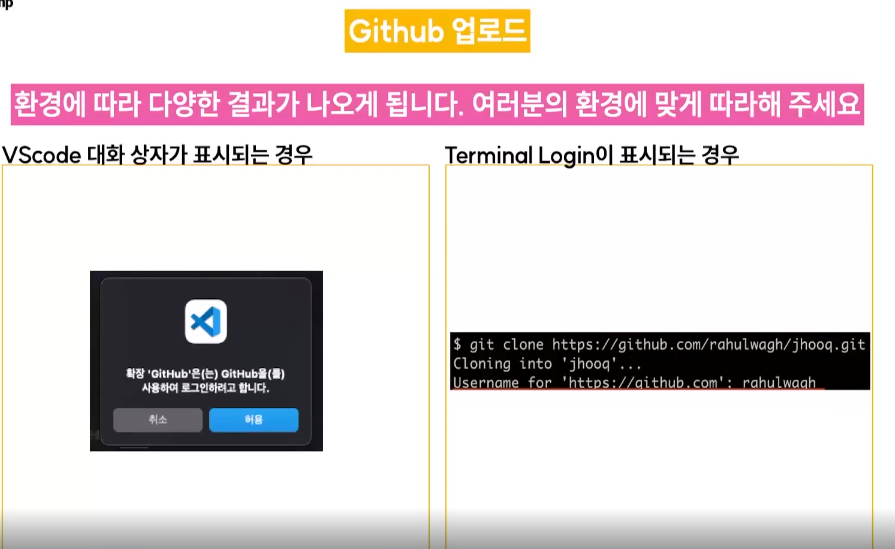 Github 업로드
환경에 따라 다양한 결과가 나오게 됩니다. 여러분의 환경에 맞게 따라해 주세요
VScode 대화 상자가 표시되는 경우
Terminal Login이 표시되는 경우
확장 'GitHub'은(는) GitHub을(를)
사용하여 로그인하려고 합니다.
취소
허용
$ git clone https://github.com/rahulwagh/jhooq.git
Cloning into 'jhooq'...
Username for 'https://github.com': rahulwagh